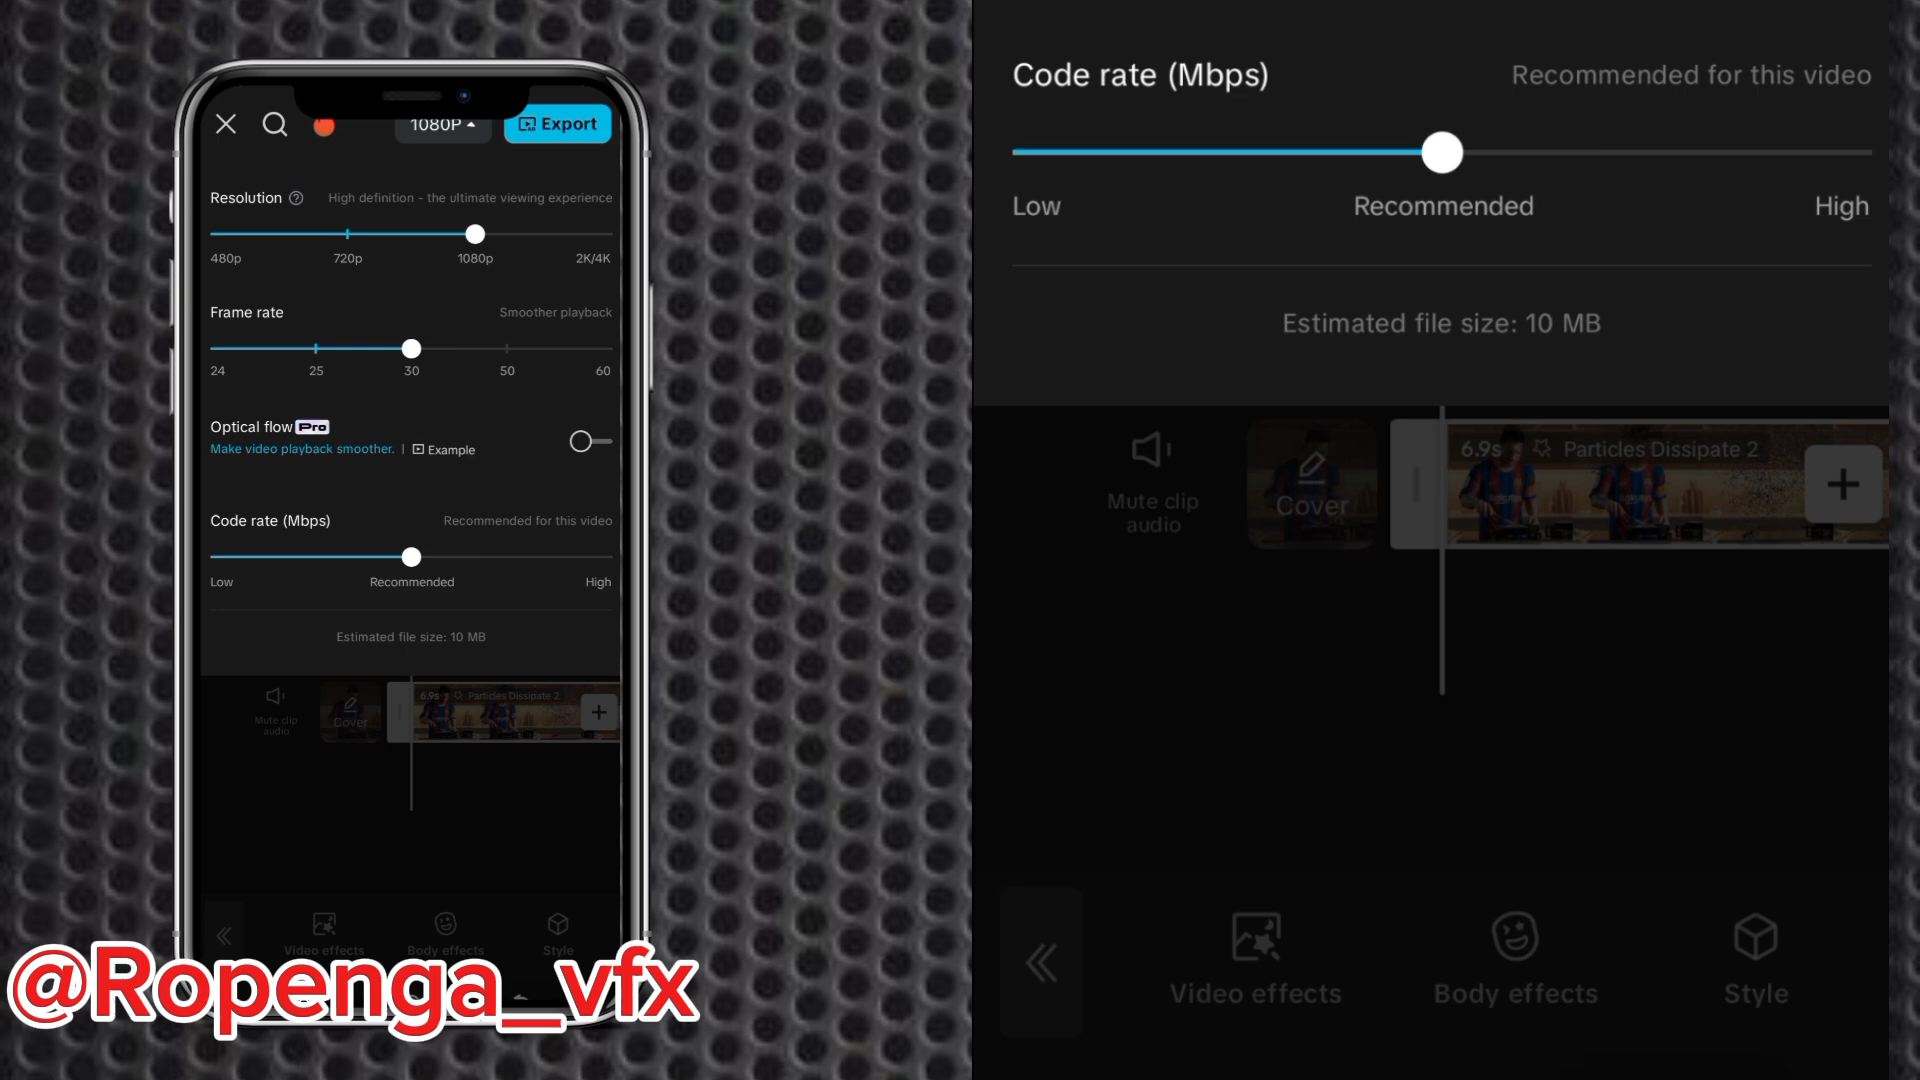 1080P
Export
Resolution
High definition - the ultimate viewing experience
480p 720p 1080p 2K/4K
Frame rate
Smoother playback
24 25 30 50 60
Optical flow Pro
Make video playback smoother. | Example
Code rate (Mbps)
Recommended for this video
Low Recommended High
Estimated file size: 10 MB
Mute clip
audio
Cover
6.9s Particles Dissipate 2
Video effects Body effects Style
@Ropenga_vfx
Code rate (Mbps)
Recommended for this video
Low Recommended High
Estimated file size: 10 MB
Mute clip
audio
Cover
6.9s Particles Dissipate 2
Video effects Body effects Style